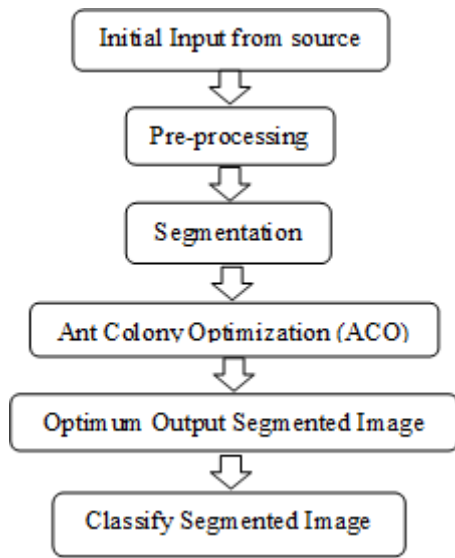 Initial Input from source
Pre-processing
Segmentation
Ant Colony Optimization (ACO)
Optimum Output Segmented Image
Classify Segmented Image